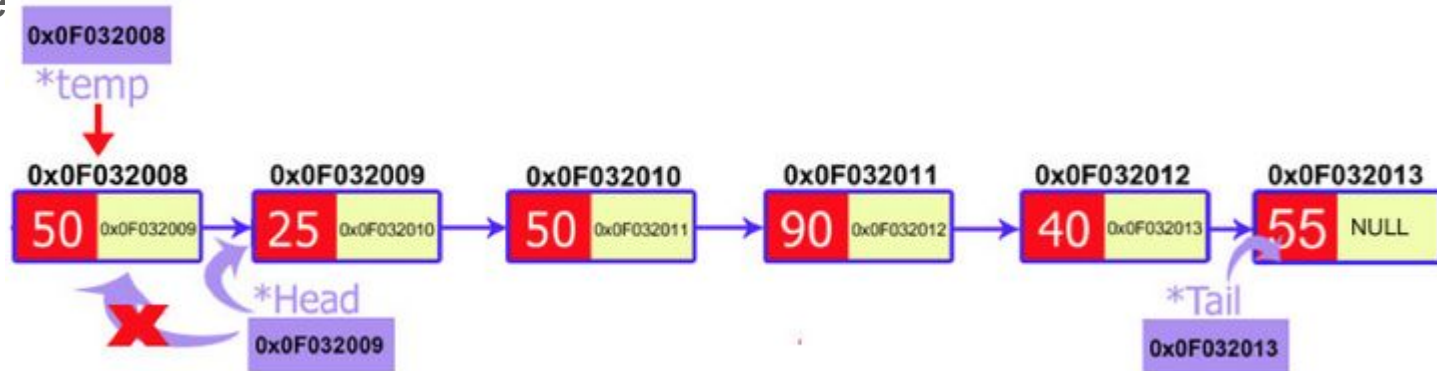 0x0F032008
*temp
0x0F032008 0x0F032009 0x0F032010 0x0F032011 0x0F032012 0x0F032013
50 0x0F032009 25 0x0F032010 50 0x0F032011 90 0x0F032012 40 0x0F032013 55 NULL
*Head *Tail
0x0F032009 0x0F032013